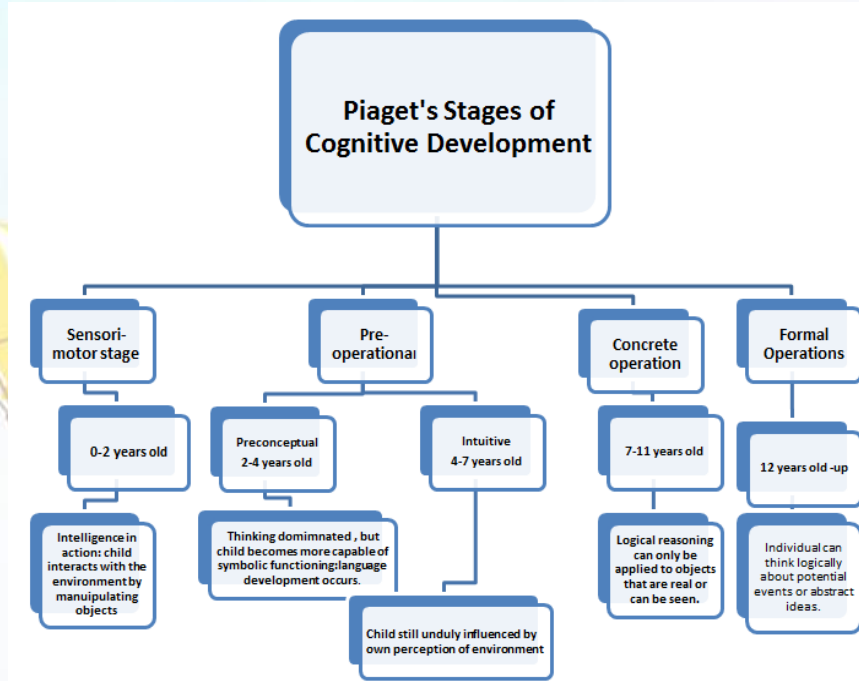 Piaget's Stages of
Cognitive Development
Sensori-
motor stage
Pre-
operational
Concrete
operation
Formal
Operations
0-2 years old
Preconceptual
2-4 years old
Intuitive
4-7 years old
7-11 years old
12 years old -up
Intelligence in
action: child
interacts with the
environment by
manuipulating
objects
Thinking domimnated , but
child becomes more capable of
symbolic functioning:language
development occurs.
Child still unduly influenced by
own perception of environment
Logical reasoning
can only be
applied to objects
that are real or
can be seen.
Individual can
think logically
about potential
events or abstract
ideas.